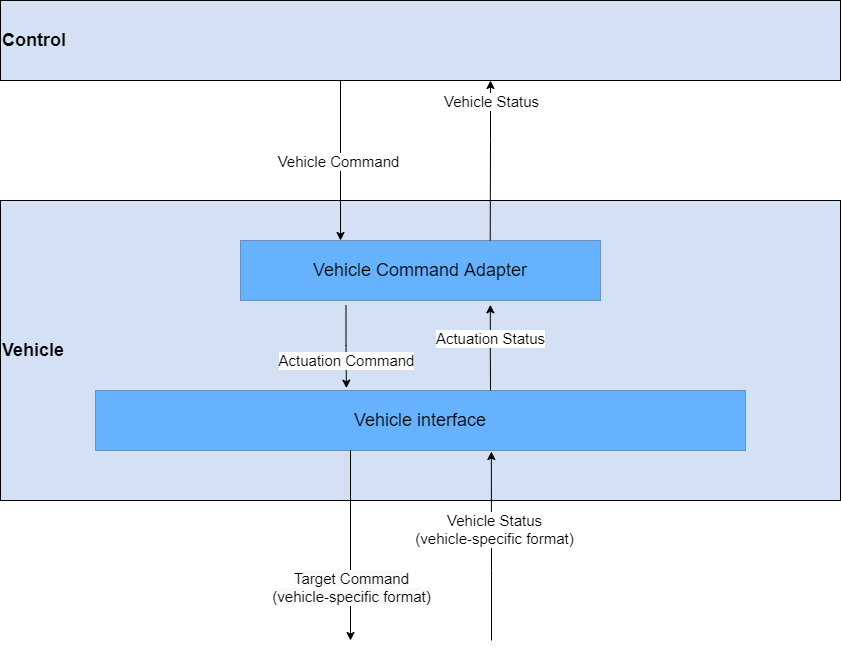 Control
Vehicle Status
Vehicle Command
Vehicle Command Adapter
Actuation Status
Vehicle
Actuation Command
Vehicle interface
Vehicle Status
(vehicle-specific format)
Target Command
(vehicle-specific format)